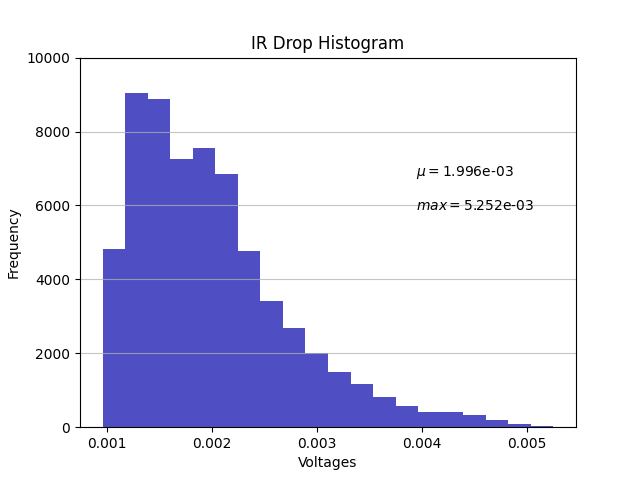 IR Drop Histogram
10000
8000
6000
4000
2000
0
Frequency
μ = 1.996e-03
max = 5.252e-03
0.001 0.002 0.003 0.004 0.005
Voltages